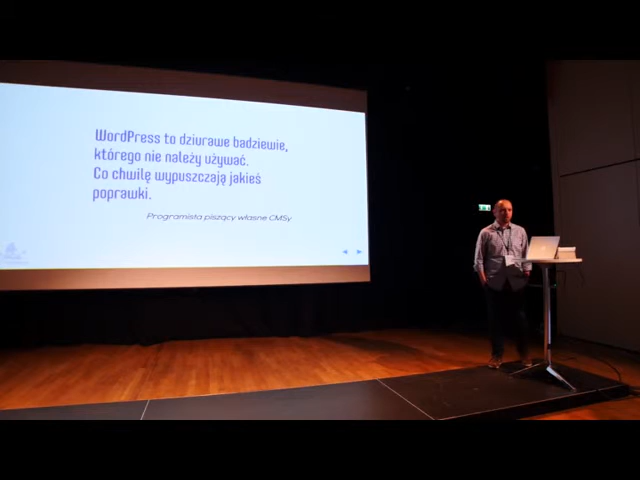 WordPress to dziurawe badziewie,
którego nie należy używać.
Co chwilę wypuszczają jakieś
poprawki.
Programista piszący własne CMSy